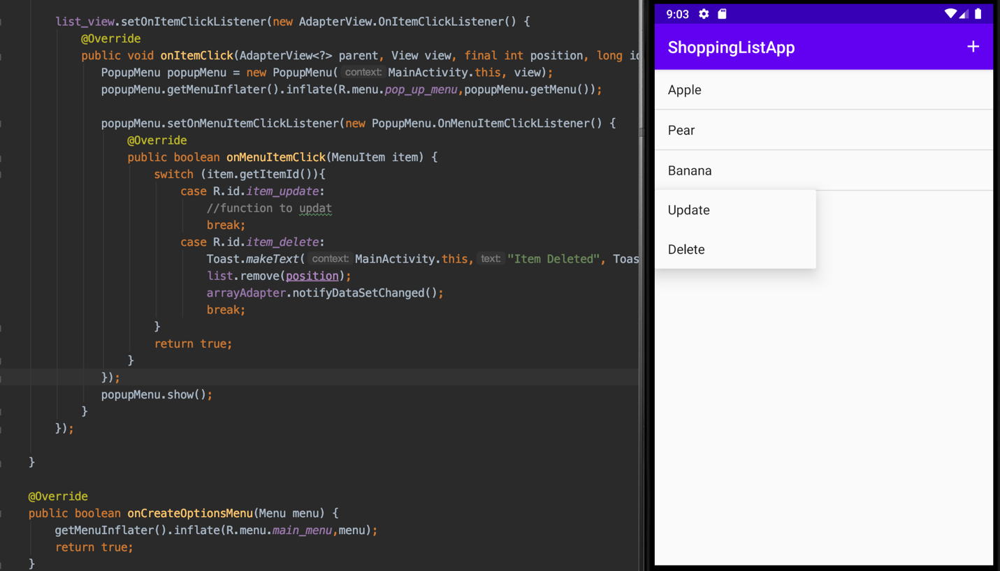 list_view.setOnItemClickListener(new AdapterView.OnItemClickListener() {
@Override
public void onItemClick(AdapterView<?> parent, View view, final int position, long
PopupMenu popupMenu = new PopupMenu( context: MainActivity.this, view);
popupMenu.getMenuInflater().inflate(R.menu.pop_up_menu,popupMenu.getMenu());
popupMenu.setOnMenuItemClickListener(new PopupMenu.OnMenuItemClickListener() {
@Override
public boolean onMenuItemClick(MenuItem item) {
switch (item.getItemId()){
case R.id.item_update:
//function to updat
break;
case R.id.item_delete:
Toast.makeText( context: MainActivity.this, text: "Item Deleted", Toas
list.remove(position);
arrayAdapter.notifyDataSetChanged();
break;
}
return true;
}
});
popupMenu.show();
}
});
}
@Override
public boolean onCreateOptionsMenu(Menu menu) {
getMenuInflater().inflate(R.menu.main_menu,menu);
return true;
}
9:03
ShoppingListApp +
Apple
Pear
Banana
Update
Delete